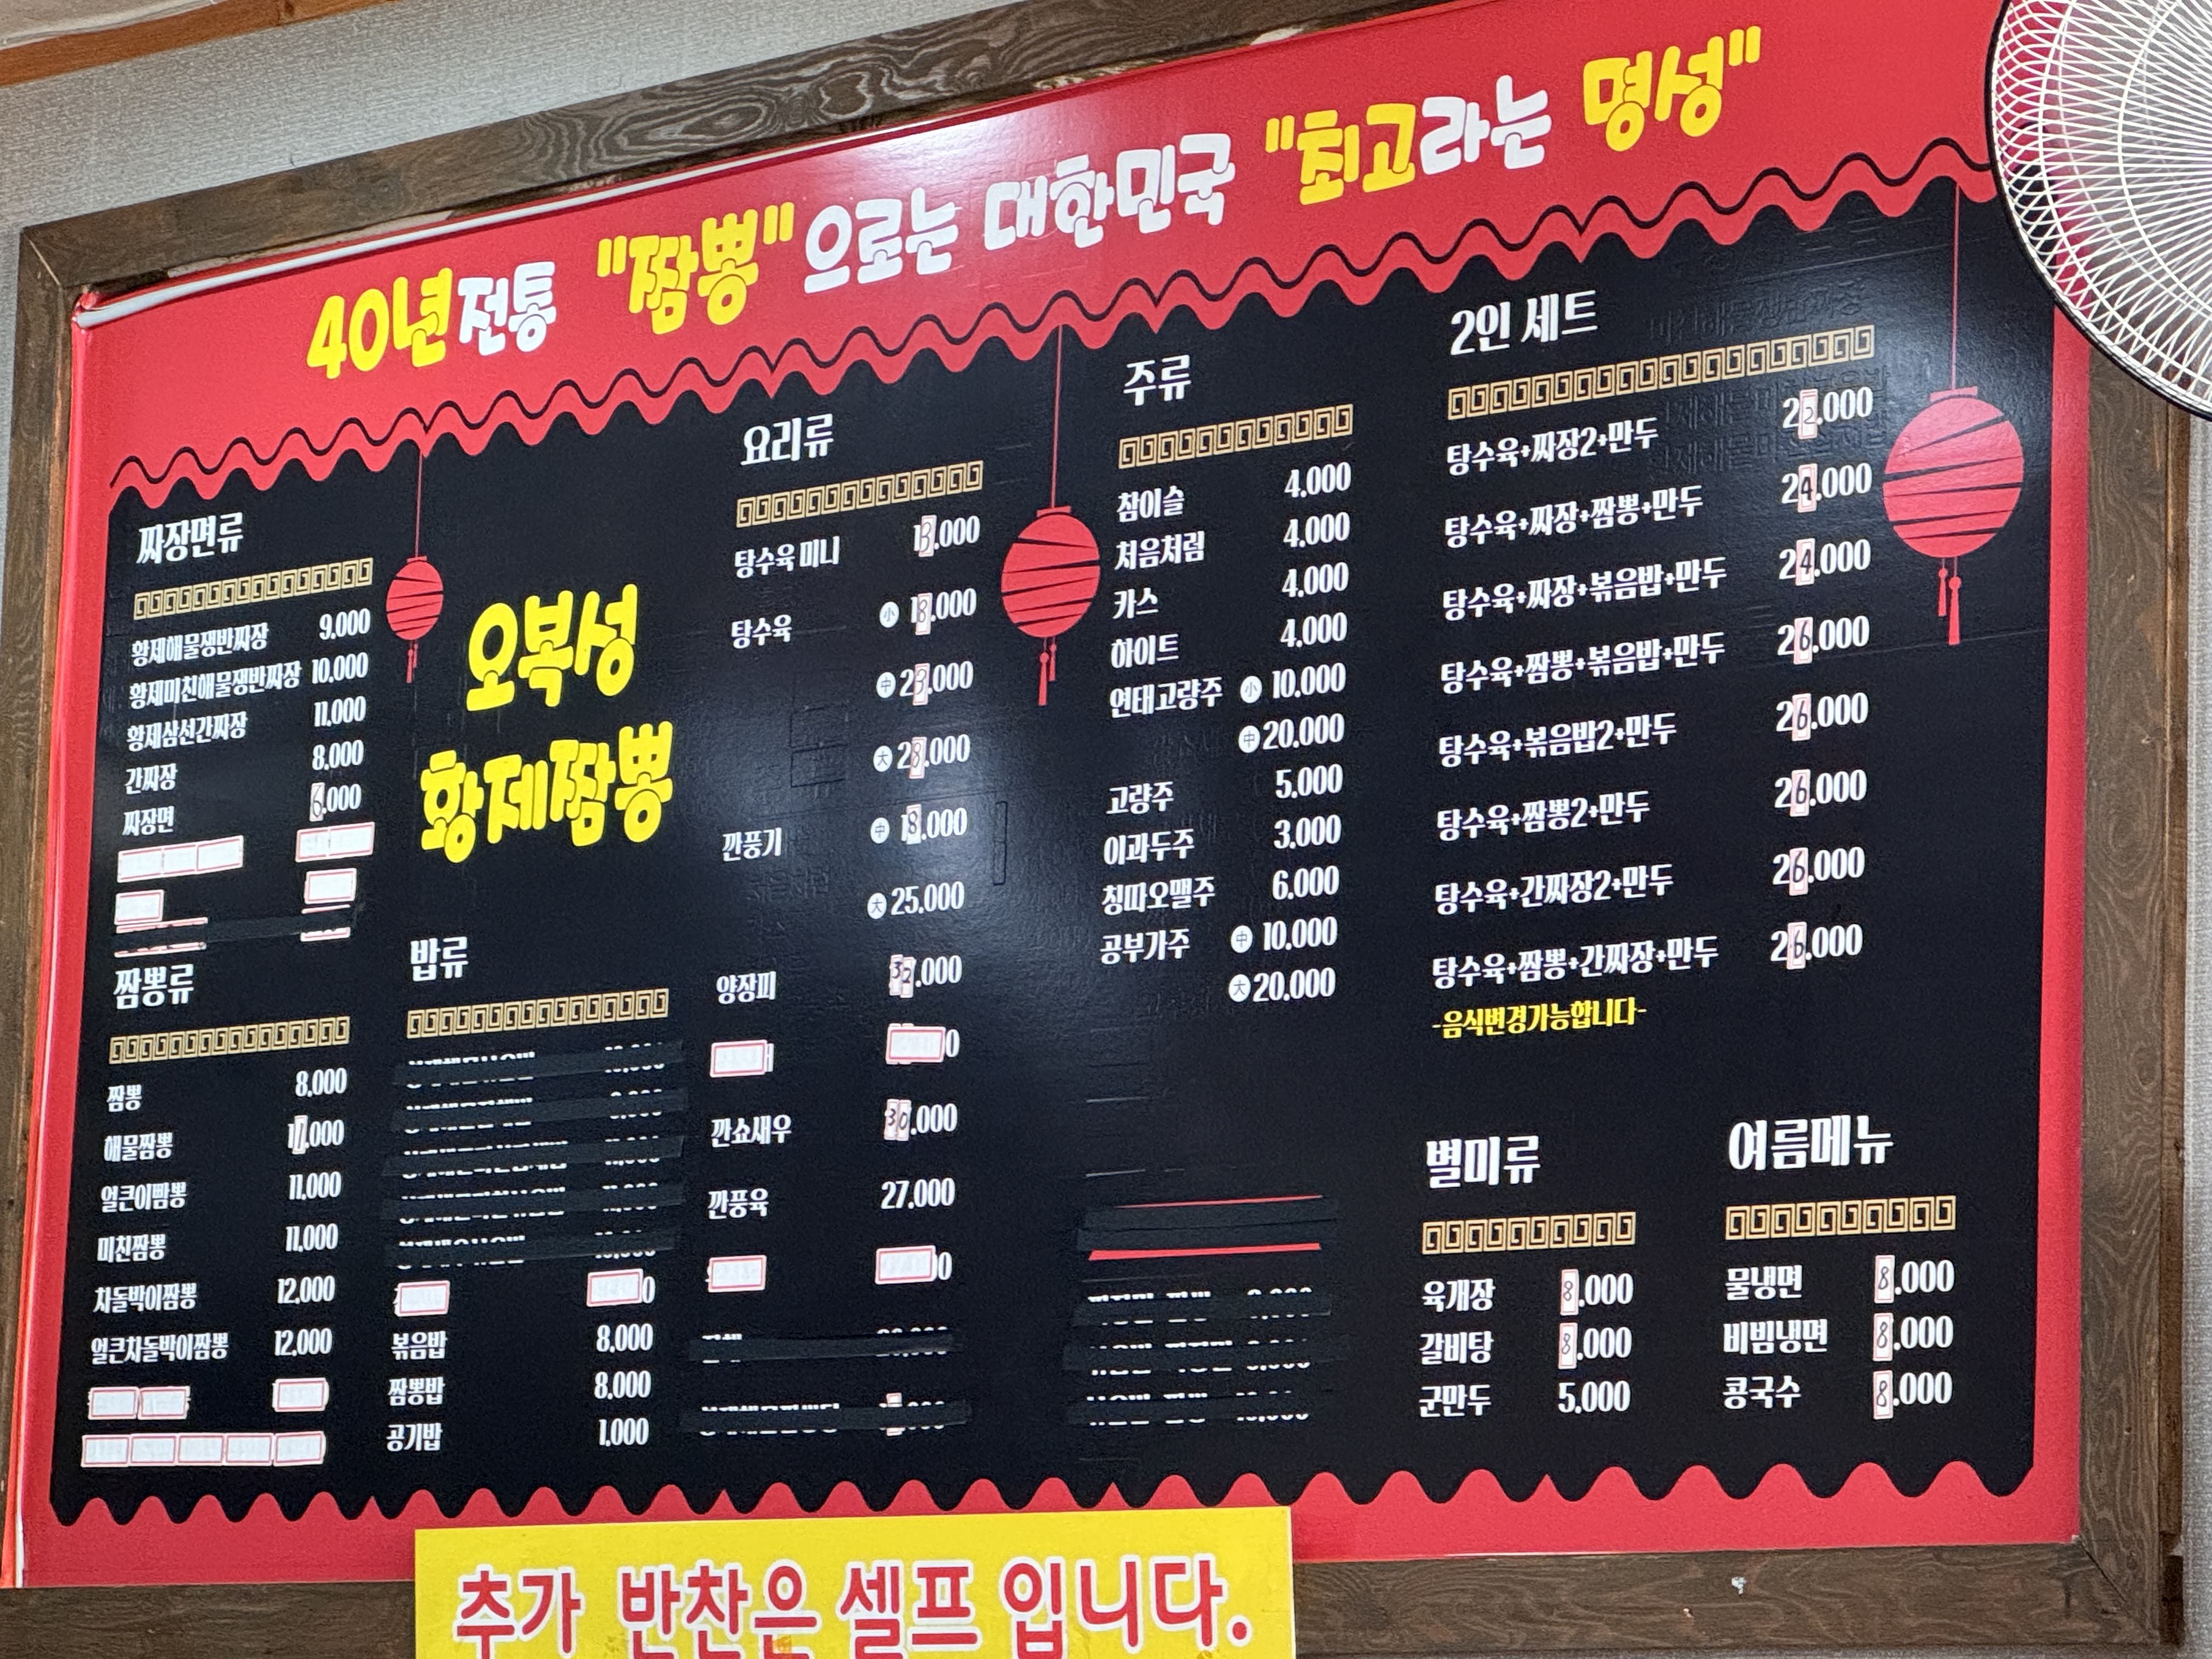 40년전통 "짬뽕"으로는 대한민국 "최고라는 명성"
짜장면류
황제해물쟁반짜장 9.000
황제미친해물쟁반짜장 10.000
황제삼선간짜장 11.000
간짜장 8.000
짜장면 6.000
짬뽕류
짬뽕 8.000
해물짬뽕 11.000
얼큰이짬뽕 11.000
미친짬뽕 11.000
차돌박이짬뽕 12.000
얼큰차돌박이짬뽕 12.000
오복성
황제짬뽕
밥류
볶음밥 8.000
짬뽕밥 8.000
공기밥 1.000
요리류
탕수육 미니 13.000
탕수육 小 18.000
中 23.000
大 28.000
깐풍기 中 18.000
大 25.000
양장피 32.000
깐쇼새우 30.000
깐풍육 27.000
주류
참이슬 4.000
처음처럼 4.000
카스 4.000
하이트 4.000
연태고량주 小 10.000
中 20.000
고량주 5.000
이과두주 3.000
칭따오맬주 6.000
공부가주 中 10.000
大 20.000
2인 세트
탕수육+짜장2+만두 22.000
탕수육+짜장+짬뽕+만두 24.000
탕수육+짜장+볶음밥+만두 24.000
탕수육+짬뽕+볶음밥+만두 26.000
탕수육+볶음밥2+만두 26.000
탕수육+짬뽕2+만두 26.000
탕수육+간짜장2+만두 26.000
탕수육+짬뽕+간짜장+만두 26.000
-음식변경가능합니다-
별미류
육개장 8.000
갈비탕 8.000
군만두 5.000
여름메뉴
물냉면 8.000
비빔냉면 8.000
콩국수 8.000
추가 반찬은 셀프 입니다.